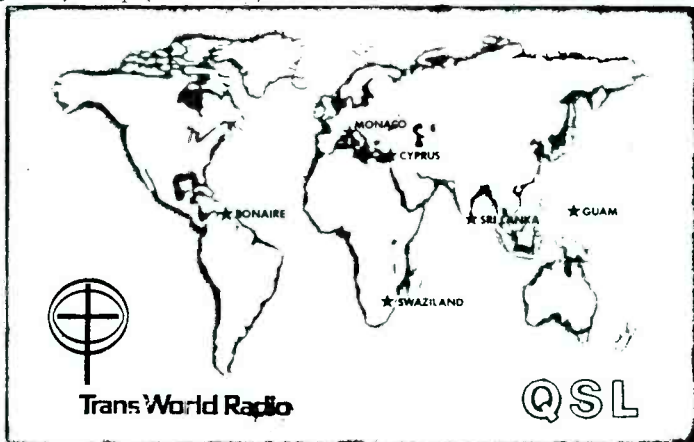 MONACO
CYPRUS
BONAIRE
SRI LANKA
GUAM
SWAZILAND
Trans World Radio
QSL